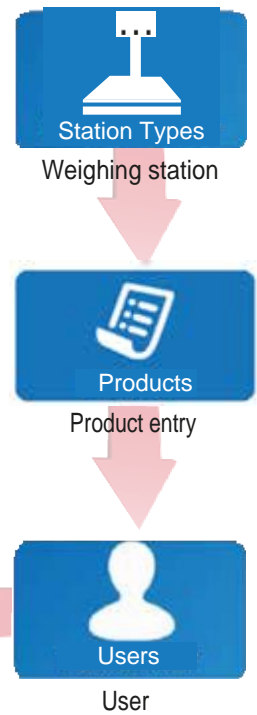 Station Types
Weighing station
Products
Product entry
Users
User